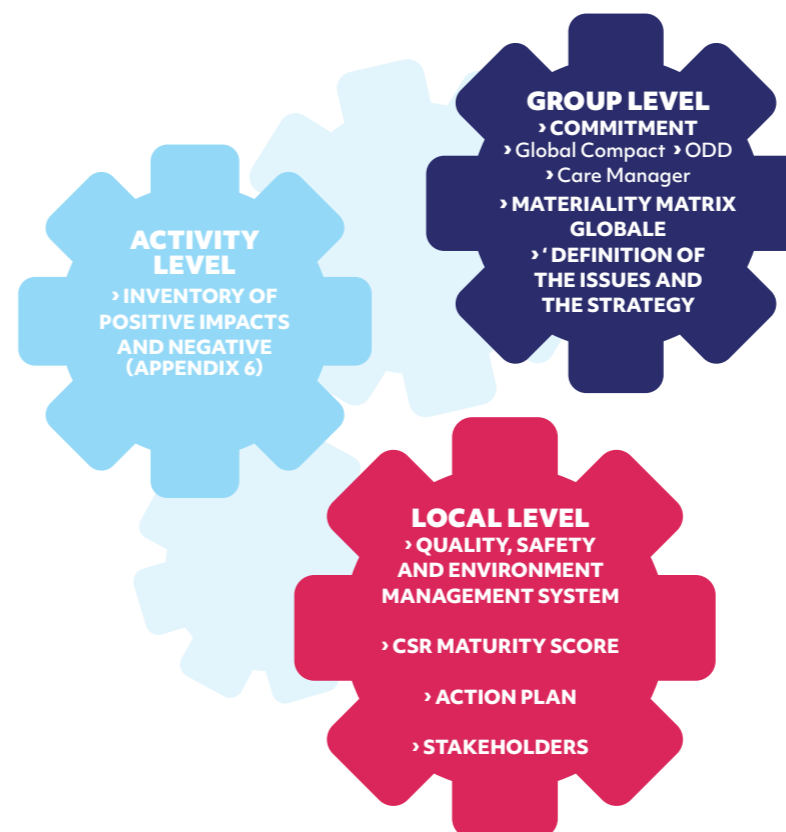 GROUP LEVEL
› COMMITMENT
› Global Compact › ODD
› Care Manager
› MATERIALITY MATRIX
GLOBALE
› ‘ DEFINITION OF
THE ISSUES AND
THE STRATEGY
ACTIVITY
LEVEL
› INVENTORY OF
POSITIVE IMPACTS
AND NEGATIVE
(APPENDIX 6)
LOCAL LEVEL
› QUALITY, SAFETY
AND ENVIRONMENT
MANAGEMENT SYSTEM
› CSR MATURITY SCORE
› ACTION PLAN
› STAKEHOLDERS